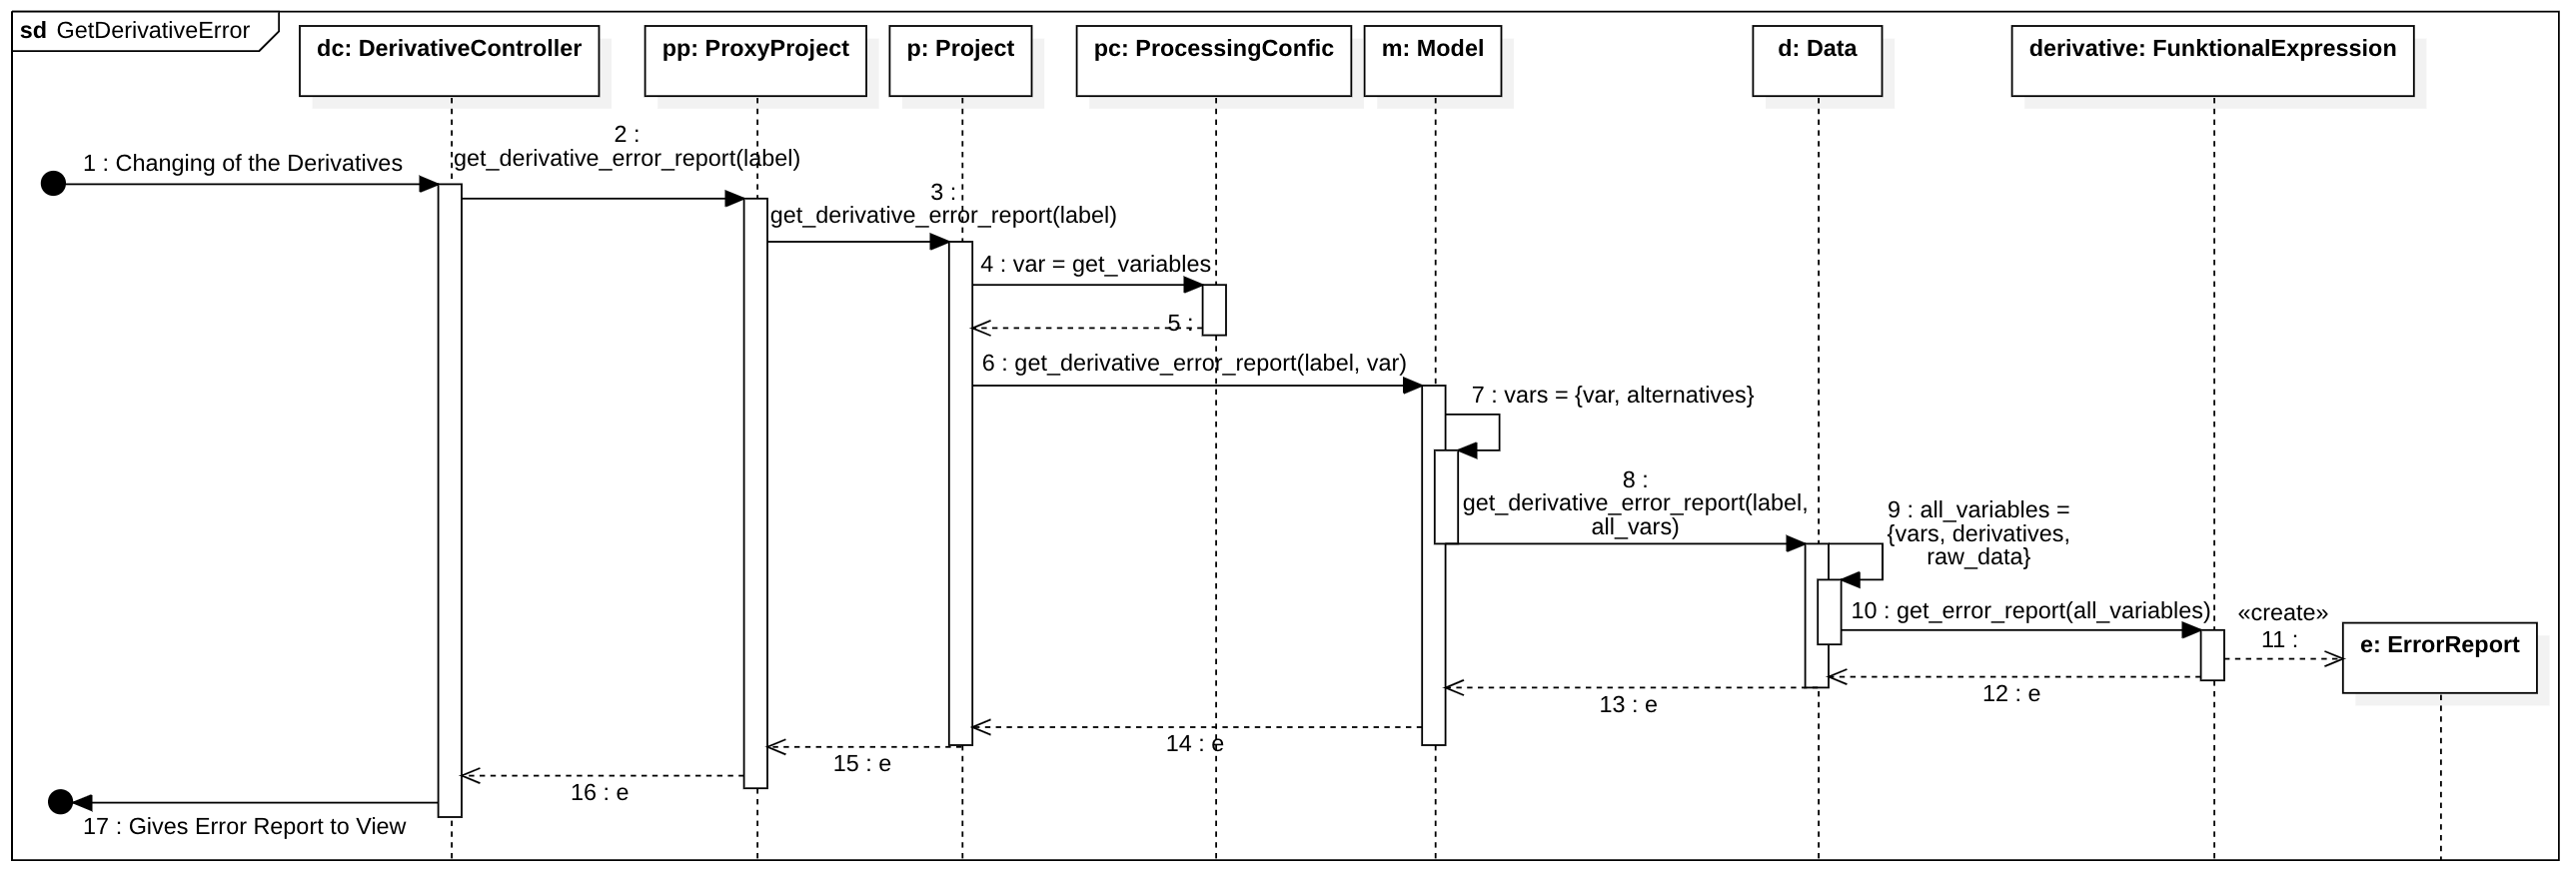 sd GetDerivativeError
dc: DerivativeController
pp: ProxyProject
p: Project
pc: ProcessingConfic
m: Model
d: Data
derivative: FunktionalExpression
1 : Changing of the Derivatives
2 :
get_derivative_error_report(label)
3 :
get_derivative_error_report(label)
4 : var = get_variables
5 :
6 : get_derivative_error_report(label, var)
7 : vars = {var, alternatives}
8 :
get_derivative_error_report(label,
all_vars)
9 : all_variables =
{vars, derivatives,
raw_data}
10 : get_error_report(all_variables)
«create»
11 :
e: ErrorReport
12 : e
13 : e
14 : e
15 : e
16 : e
17 : Gives Error Report to View